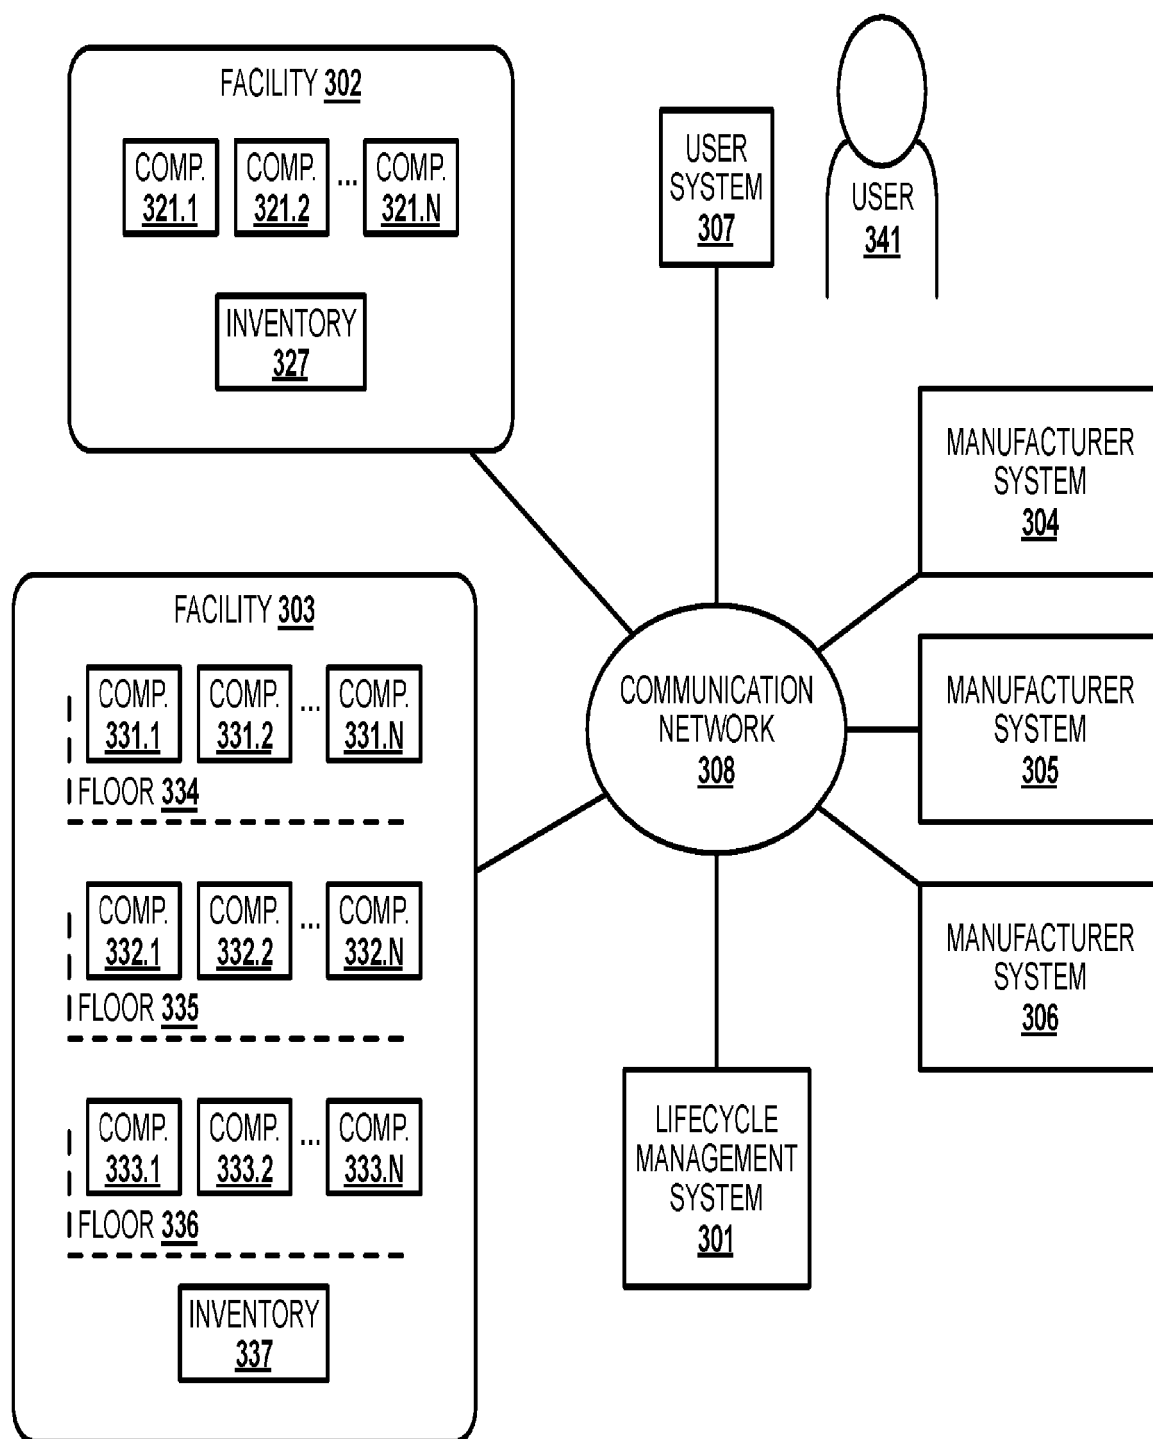 FACILITY 302
COMP.
321.1
COMP.
321.2
...
COMP.
321.N
INVENTORY
327
USER
SYSTEM
307
USER
341
MANUFACTURER
SYSTEM
304
FACILITY 303
COMP.
331.1
COMP.
331.2
...
COMP.
331.N
FLOOR 334
COMP.
332.1
COMP.
332.2
...
COMP.
332.N
FLOOR 335
COMP.
333.1
COMP.
333.2
...
COMP.
333.N
FLOOR 336
INVENTORY
337
COMMUNICATION
NETWORK
308
MANUFACTURER
SYSTEM
305
MANUFACTURER
SYSTEM
306
LIFECYCLE
MANAGEMENT
SYSTEM
301